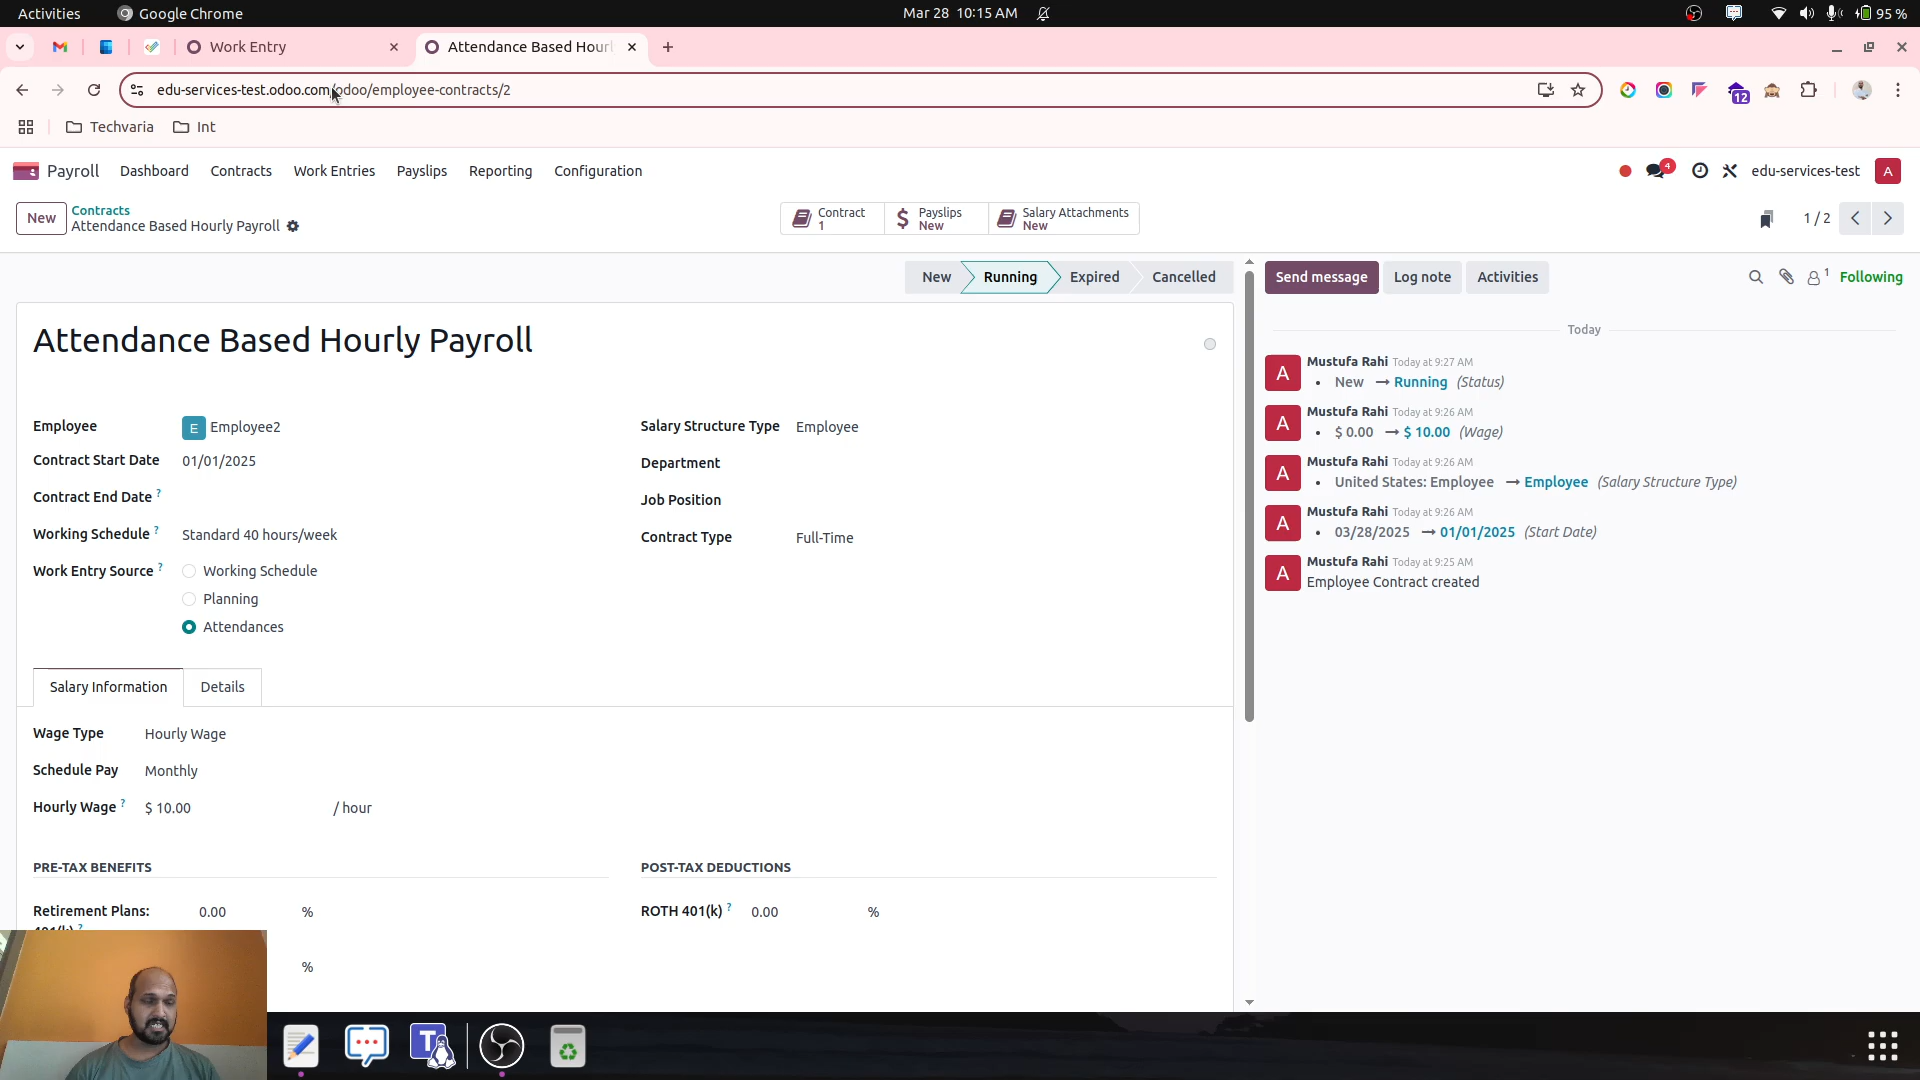 Activities
Google Chrome
Mar 28 10:15 AM
95 %
Work Entry
Attendance Based Hourl
edu-services-test.odoo.com/odoo/employee-contracts/2
12
Techvaria
Int
Payroll
Dashboard
Contracts
Work Entries
Payslips
Reporting
Configuration
4
edu-services-test
A
New
Contracts
Attendance Based Hourly Payroll
Contract
1
Payslips
New
Salary Attachments
New
1 / 2
New
Running
Expired
Cancelled
Send message
Log note
Activities
1
Following
Attendance Based Hourly Payroll
Employee
E
Employee2
Contract Start Date
01/01/2025
Contract End Date ?
Working Schedule ?
Standard 40 hours/week
Work Entry Source ?
Working Schedule
Planning
Attendances
Salary Structure Type
Employee
Department
Job Position
Contract Type
Full-Time
Salary Information
Details
Wage Type
Hourly Wage
Schedule Pay
Monthly
Hourly Wage ?
$ 10.00
/ hour
PRE-TAX BENEFITS
Retirement Plans:
401(k) ?
0.00
%
%
POST-TAX DEDUCTIONS
ROTH 401(k) ?
0.00
%
Today
A
Mustufa Rahi Today at 9:27 AM
• New → Running (Status)
A
Mustufa Rahi Today at 9:26 AM
• $ 0.00 → $ 10.00 (Wage)
A
Mustufa Rahi Today at 9:26 AM
• United States: Employee → Employee (Salary Structure Type)
A
Mustufa Rahi Today at 9:26 AM
• 03/28/2025 → 01/01/2025 (Start Date)
A
Mustufa Rahi Today at 9:25 AM
Employee Contract created
T